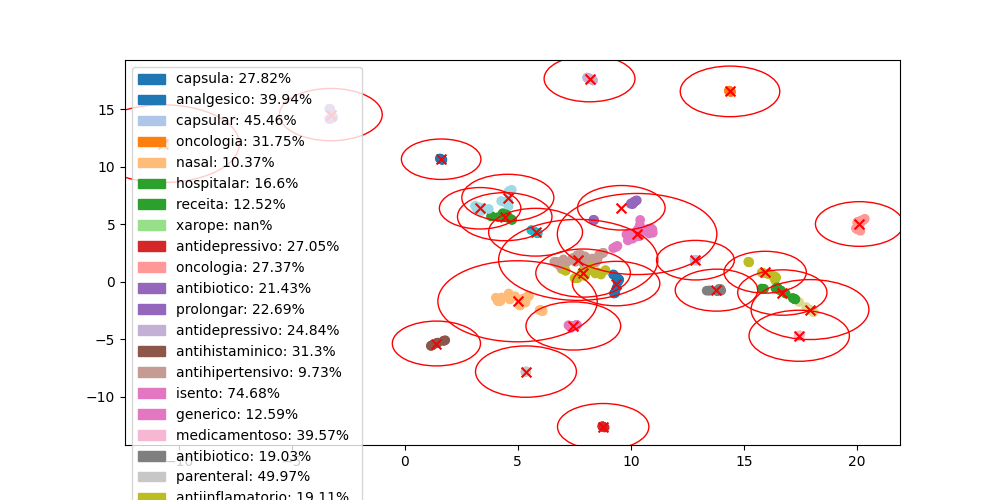 capsula: 27.82%
analgesico: 39.94%
capsular: 45.46%
oncologia: 31.75%
nasal: 10.37%
hospitalar: 16.6%
receita: 12.52%
xarope: nan%
antidepressivo: 27.05%
oncologia: 27.37%
antibiotico: 21.43%
prolongar: 22.69%
antidepressivo: 24.84%
antihistaminico: 31.3%
antihipertensivo: 9.73%
isento: 74.68%
generico: 12.59%
medicamentoso: 39.57%
antibiotico: 19.03%
parenteral: 49.97%
antiinflamatorio: 19.11%
15
10
5
0
−5
−10
−10 −5 0 5 10 15 20